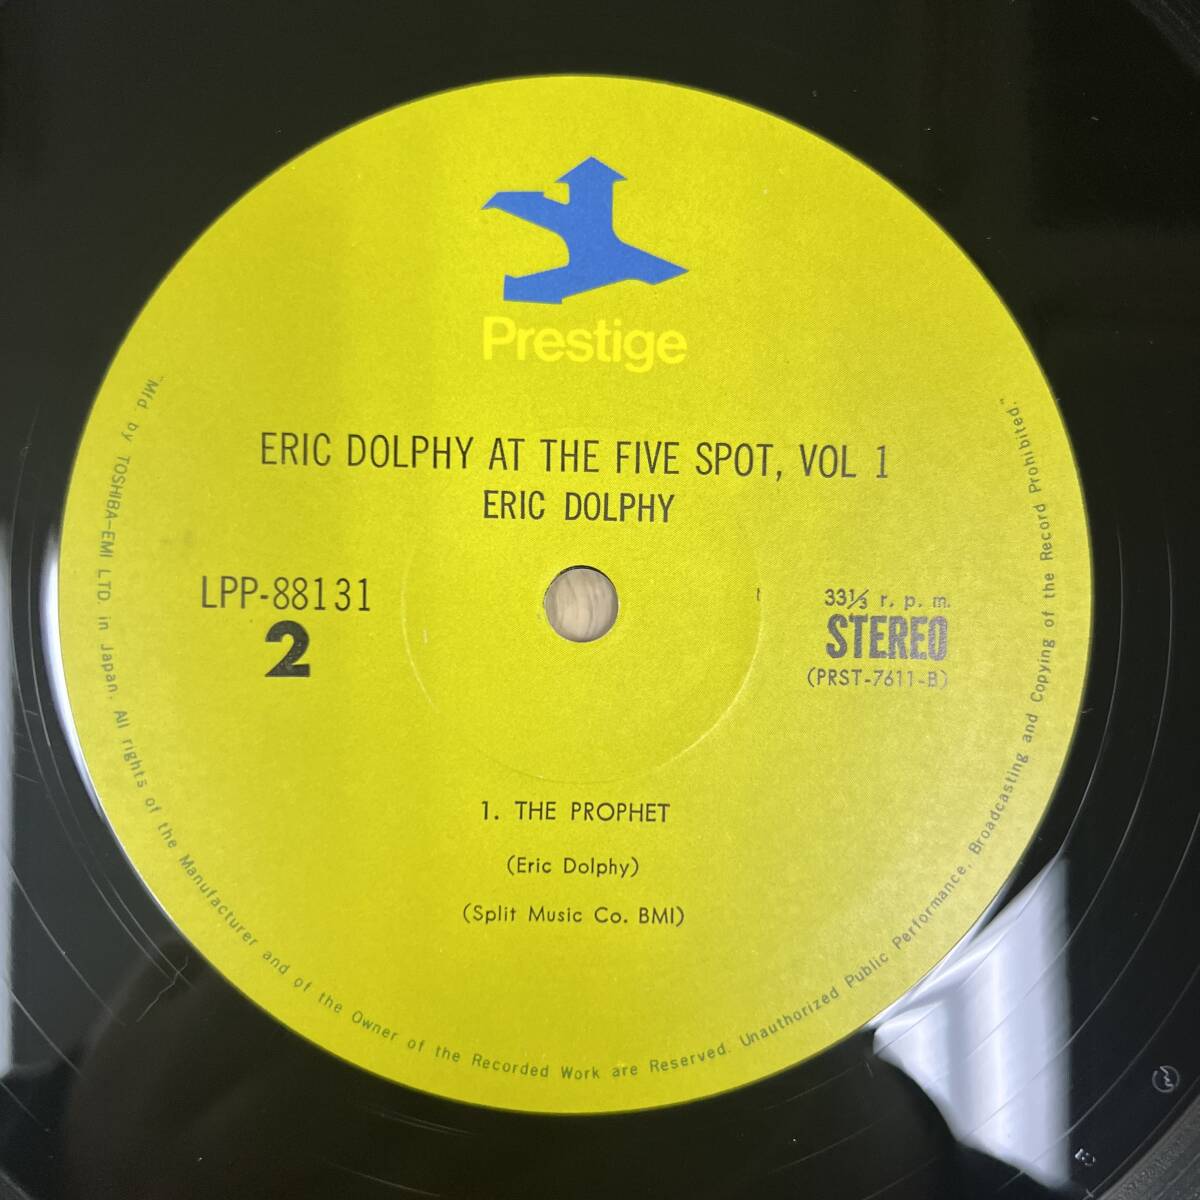 Prestige
ERIC DOLPHY AT THE FIVE SPOT, VOL 1
ERIC DOLPHY
LPP-88131
2
33⅓ r. p. m.
STEREO
(PRST-7611-B)
1. THE PROPHET
(Eric Dolphy)
(Split Music Co. BMI)
"Mfd. by TOSHIBA-EMI LTD. in Japan. All rights of the Manufacturer and of the Owner of the Recorded Work are Reserved. Unauthorized Public Performance, Broadcasting and Copying of the Record Prohibited."